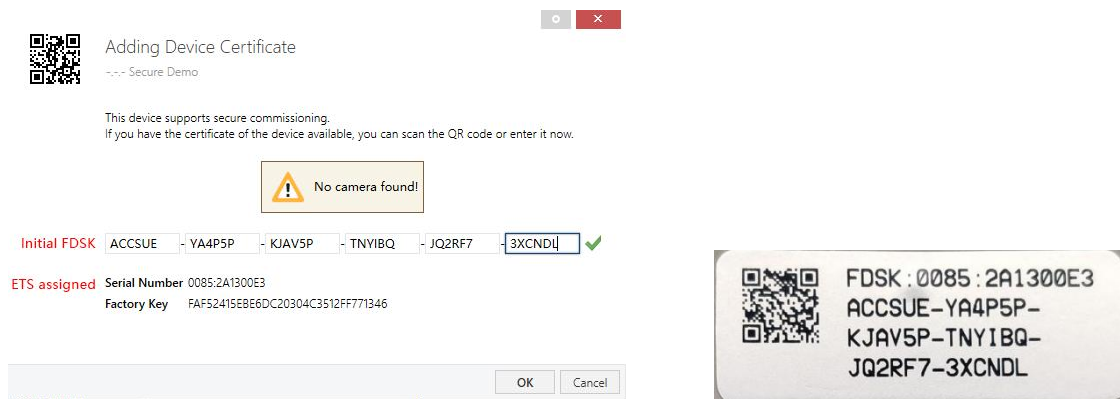 Adding Device Certificate
-.-.- Secure Demo
This device supports secure commissioning.
If you have the certificate of the device available, you can scan the QR code or enter it now.
No camera found!
Initial FDSK ACCSUE - YA4P5P - KJAV5P - TNYIBQ - JQ2RF7 - 3XCNDL
ETS assigned Serial Number 0085:2A1300E3
Factory Key FAF52415EBE6DC20304C3512FF771346
OK Cancel
FDSK:0085:2A1300E3
ACCSUE-YA4P5P-
KJAV5P-TNYIBQ-
JQ2RF7-3XCNDL